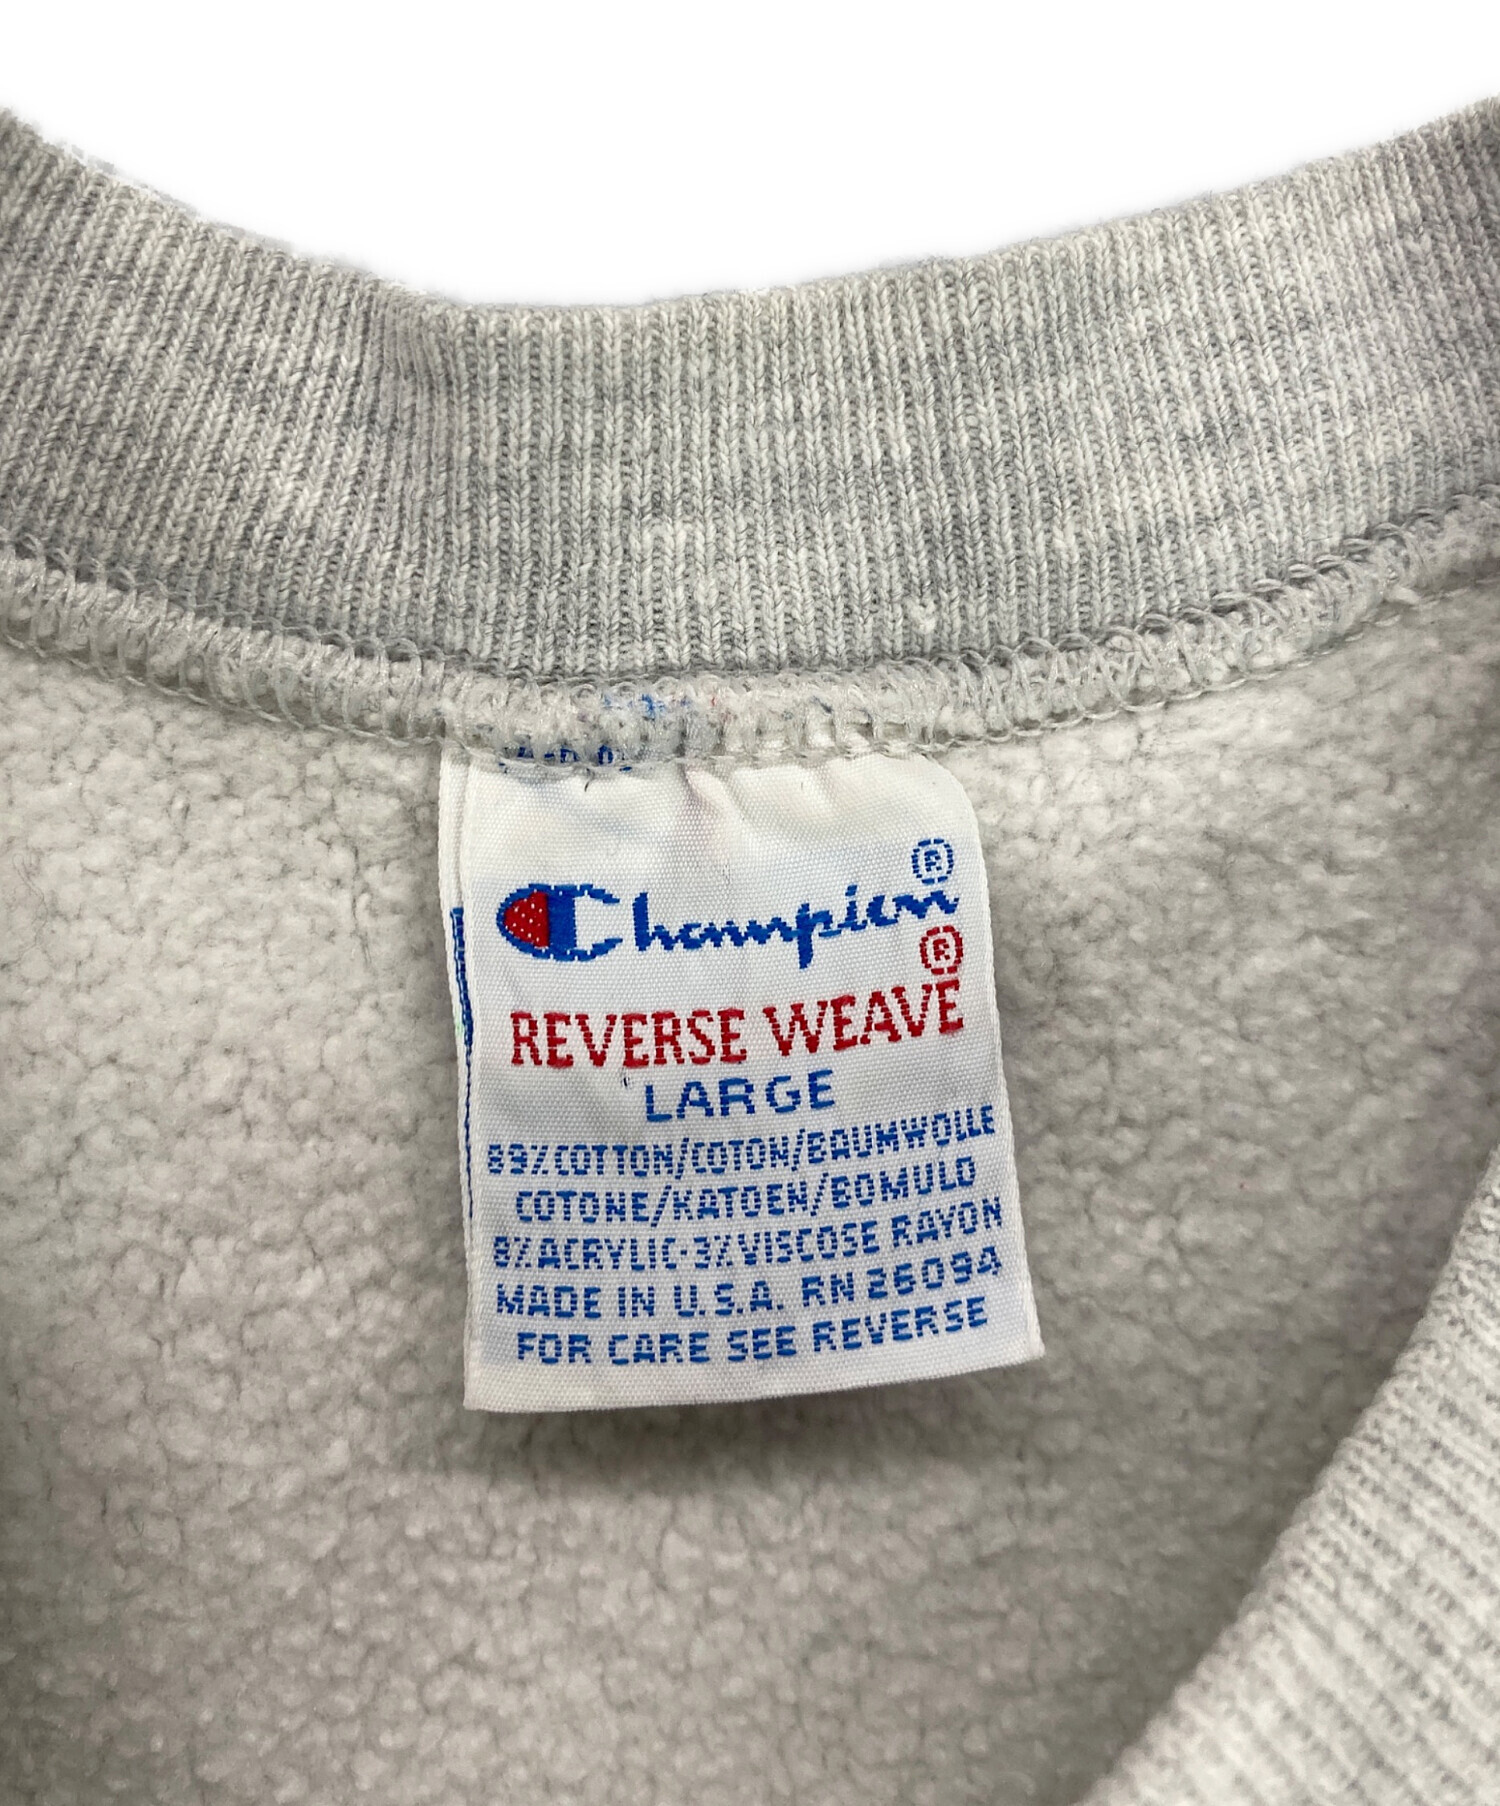 Champion®
®
REVERSE WEAVE
LARGE
89% COTTON/COTON/BAUMWOLLE
COTONE/KATOEN/BOMULD
8% ACRYLIC·3% VISCOSE RAYON
MADE IN U.S.A. RN 26094
FOR CARE SEE REVERSE